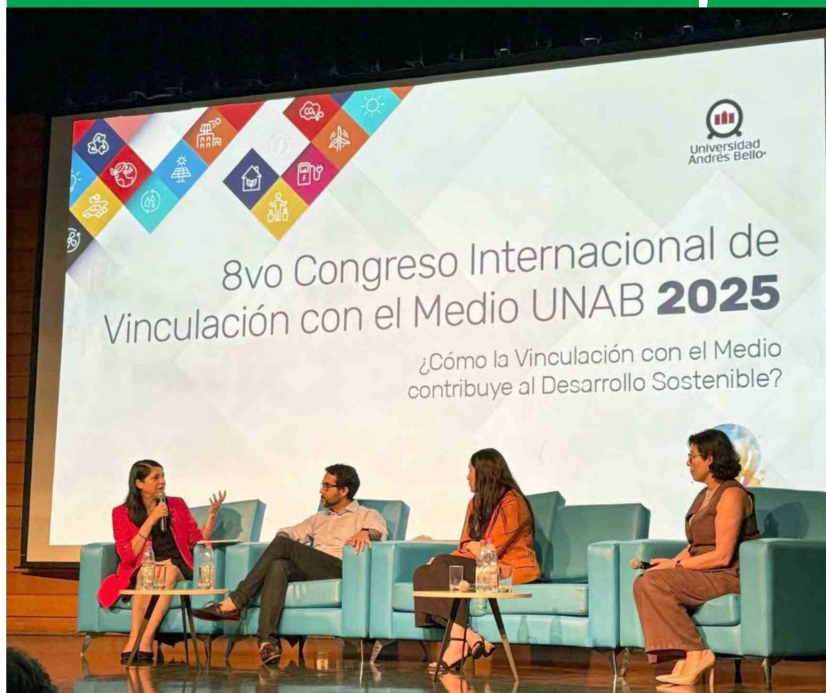 Universidad
Andrés Bello
8vo Congreso Internacional de
Vinculación con el Medio UNAB 2025
¿Cómo la Vinculación con el Medio
contribuye al Desarrollo Sostenible?